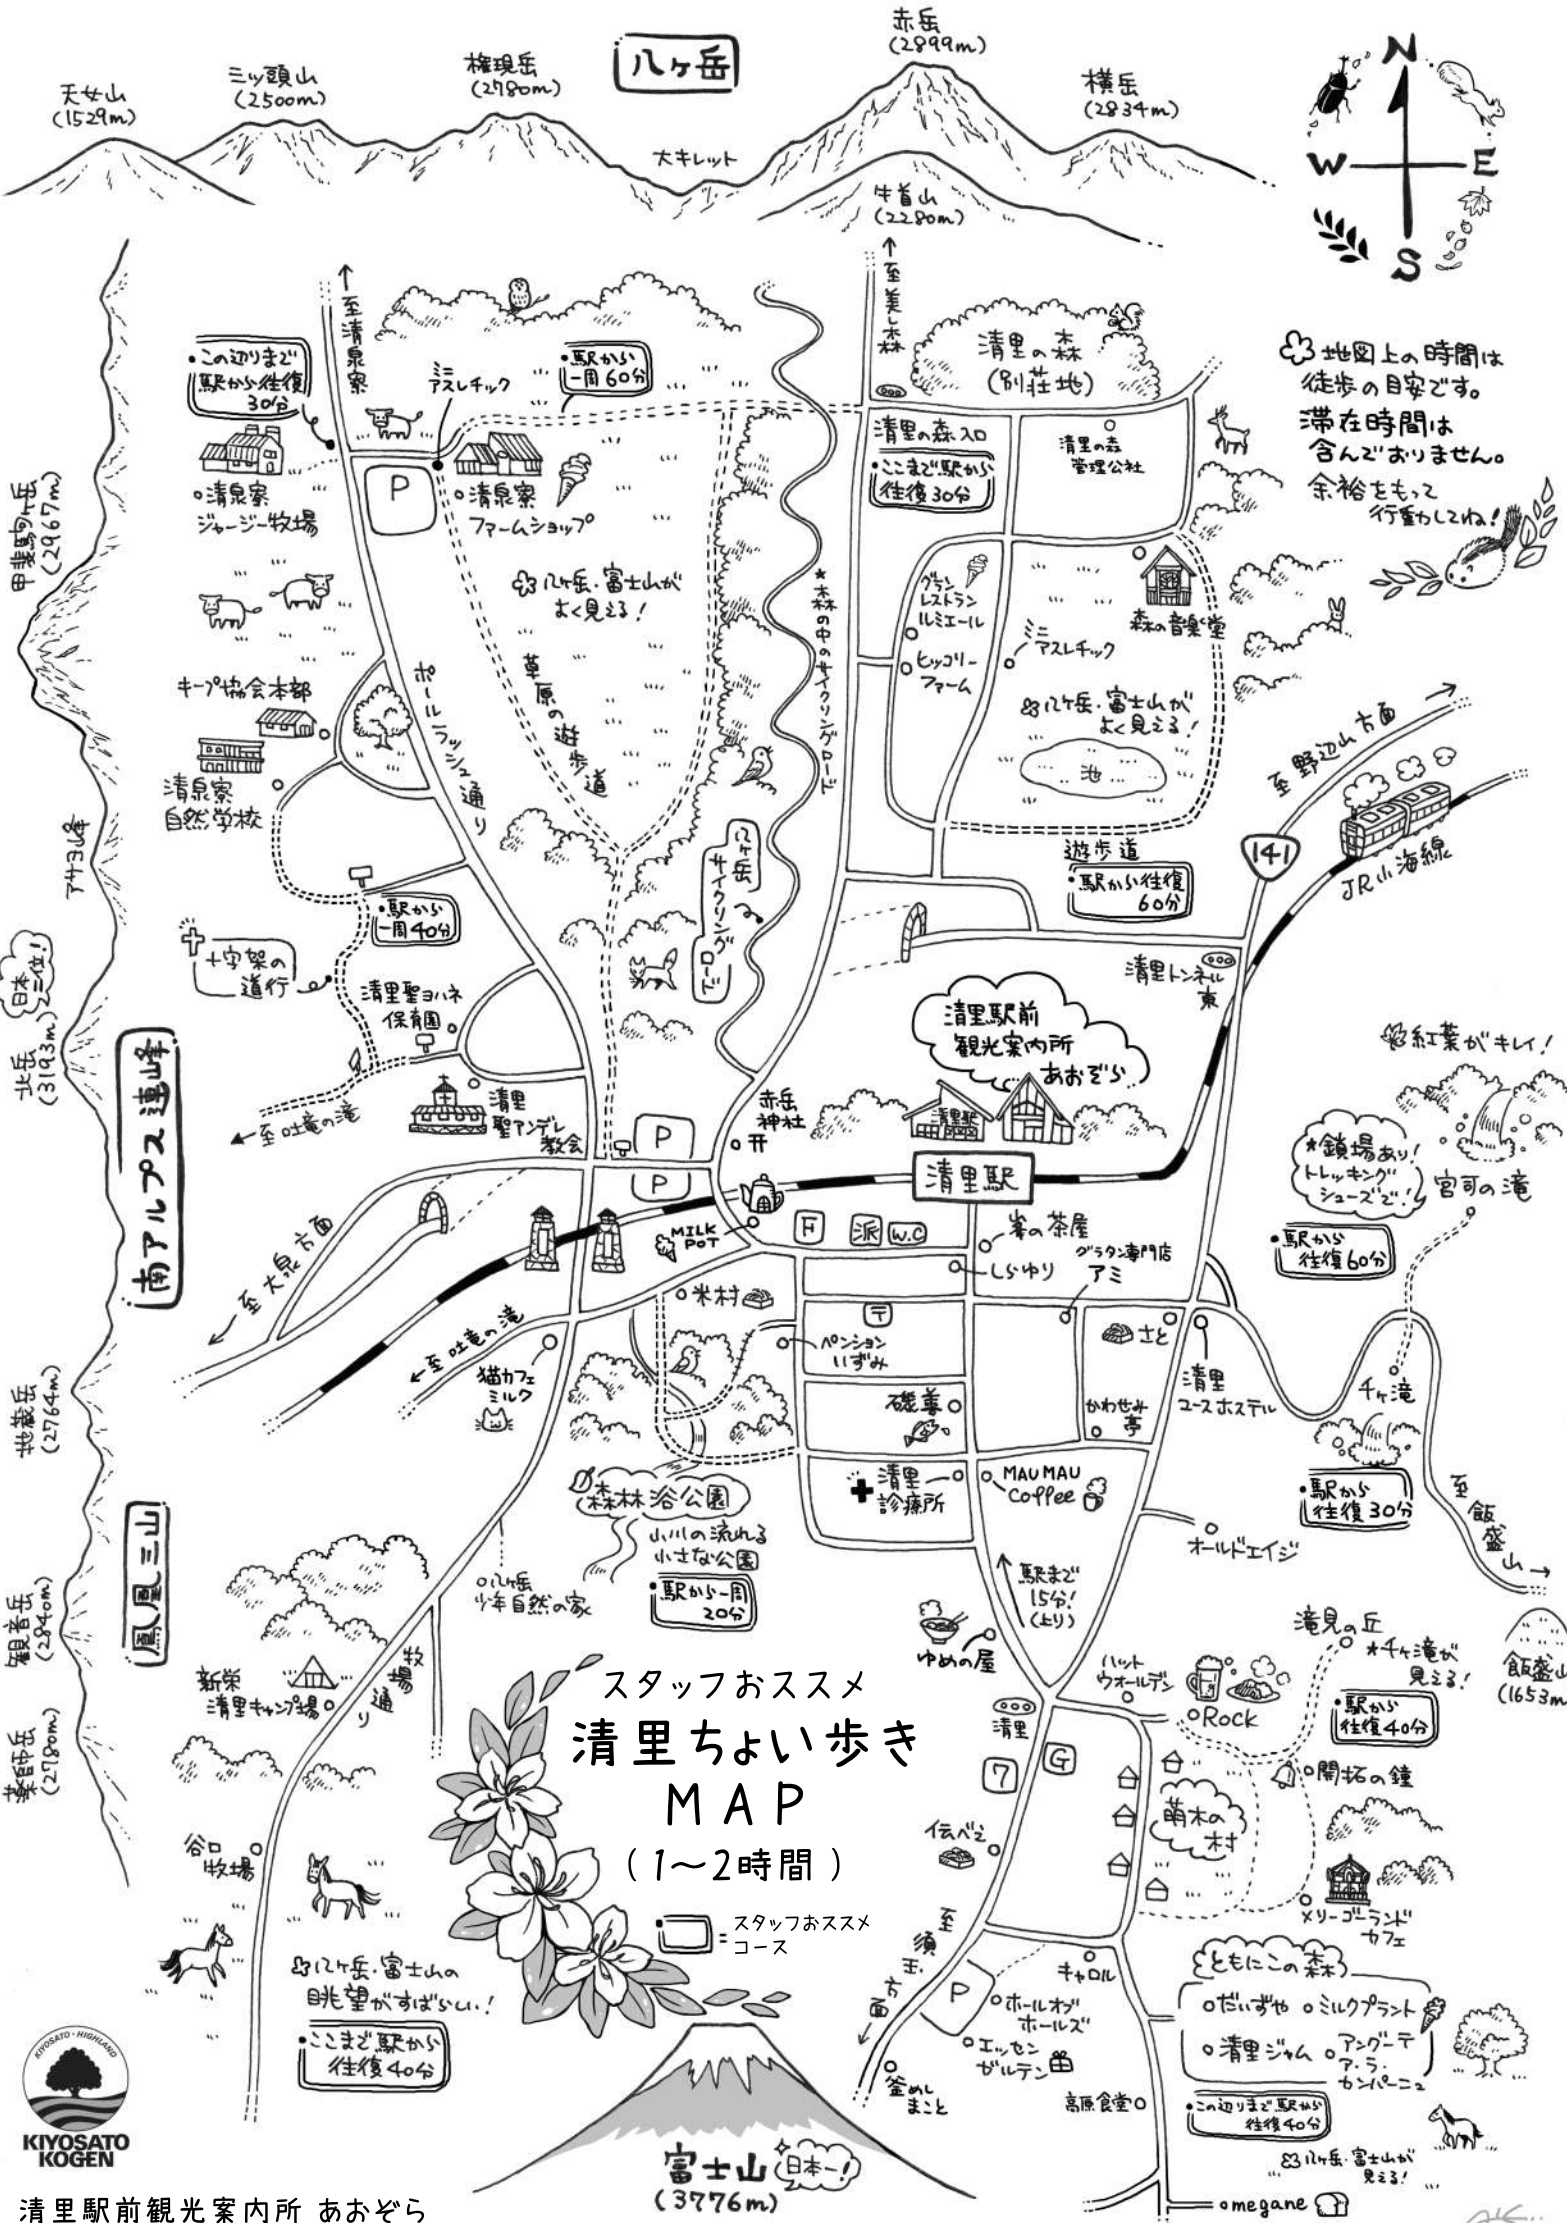 八ヶ岳
赤岳
(2899m)
天女山
(1529m)
三ッ頭山
(2500m)
権現岳
(2780m)
横岳
(2834m)
大キレット
牛首山
(2280m)
N
W
E
S
至清泉寮
至美し森
・この辺りまで
駅から往復
30分
ミニ
アスレチック
・駅から
一周60分
清里の森
(別荘地)
地図上の時間は
徒歩の目安です。
滞在時間は
含んでおりません。
余裕をもって
行動してね!
清泉寮
ジャージー牧場
P
清泉寮
ファームショップ
清里の森入口
・ここまで駅から
往復30分
清里の森
管理公社
八ヶ岳・富士山が
よく見える!
★森の中のサイクリングロード
グラン
レストラン
ルミエール
ヒッコリー
ファーム
ミニ
アスレチック
森の音楽堂
八ヶ岳・富士山が
よく見える!
池
甲斐駒ヶ岳
(2967m)
キープ協会本部
清泉寮
自然学校
ポールラッシュ通り
草原の遊歩道
八ヶ岳
サイクリングロード
遊歩道
・駅から往復
60分
至野辺山方面
141
JR小海線
アサヨ峰
・駅から
一周40分
十字架の
道行
清里聖ヨハネ
保育園
清里トンネル
東
日本二位!
北岳
(3193m)
南アルプス連峰
至吐竜の滝
清里
聖アンデレ
教会
P
P
赤岳
神社
清里駅前
観光案内所
あおぞら
清里駅
清里駅
紅葉がキレイ!
★鎖場あり!
トレッキング
シューズで!
宮司の滝
・駅から
往復60分
至大泉方面
MILK
POT
派
W.C
峯の茶屋
しらゆり
グラタン専門店
アミ
米村
〒
ペンション
いずみ
さと
清里
ユースホステル
至吐竜の滝
猫カフェ
ミルク
磯善
かわせみ
亭
千ヶ滝
・駅から
往復30分
至飯盛山
地蔵岳
(2764m)
鳳凰三山
森林浴公園
小川の流れる
小さな公園
・駅から一周
20分
清里
診療所
MAU MAU
Coffee
オールドエイジ
八ヶ岳
少年自然の家
駅まで
15分!
(上り)
観音岳
(2840m)
新栄
清里キャンプ場
牧場通り
ゆめの屋
ハット
ウォールデン
Rock
滝見の丘
★千ヶ滝が
見える!
・駅から
往復40分
飯盛山
(1653m
薬師岳
(2780m)
スタッフおススメ
清里ちょい歩き
MAP
(1〜2時間)
=スタッフおススメ
コース
清里
7
G
開拓の鐘
萌木の
村
伝べえ
メリーゴーランド
カフェ
谷口
牧場
八ヶ岳・富士山の
眺望がすばらしい!
・ここまで駅から
往復40分
至須玉方面
P
キャロル
ホールオブ
ホールズ
エッセン
ガルテン
釜めし
まこと
高原食堂
ともにこの森
だいずや
ミルクプラント
清里ジャム
アングーテ
ア・ラ・
カンパーニュ
・この辺りまで駅から
往復40分
八ヶ岳・富士山が
見える!
富士山
日本一!
(3776m)
megane
KIYOSATO・HIGHLAND
KIYOSATO
KOGEN
清里駅前観光案内所 あおぞら